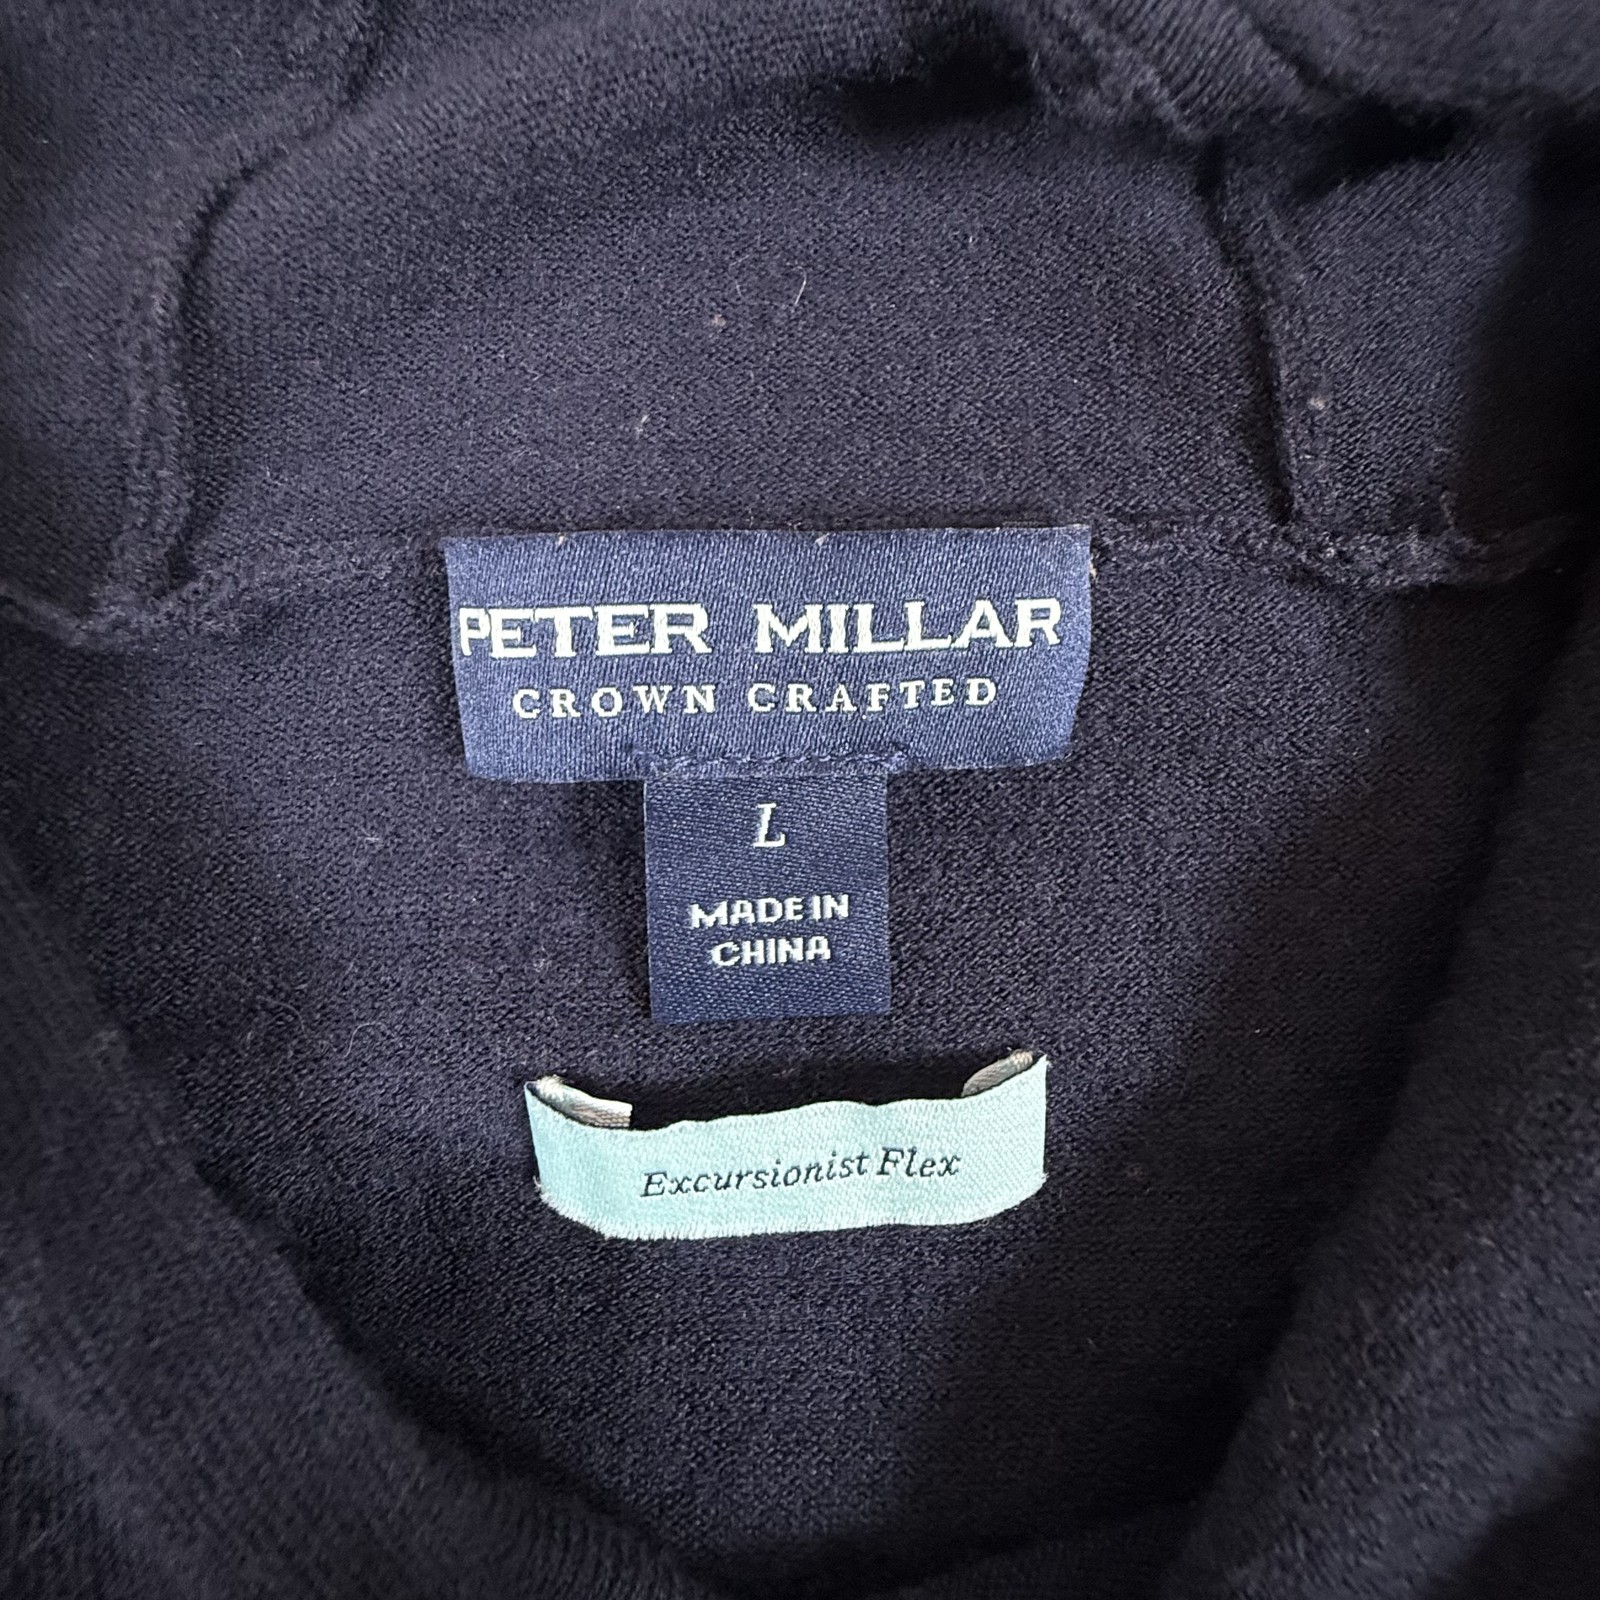 PETER MILLAR
CROWN CRAFTED
L
MADE IN
CHINA
Excursionist Flex